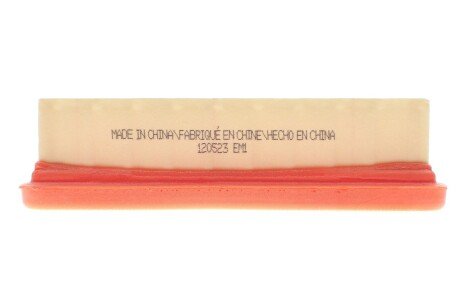 MADE IN CHINA\FABRIQUÉ EN CHINE\HECHO EN CHINA
120523 EM1